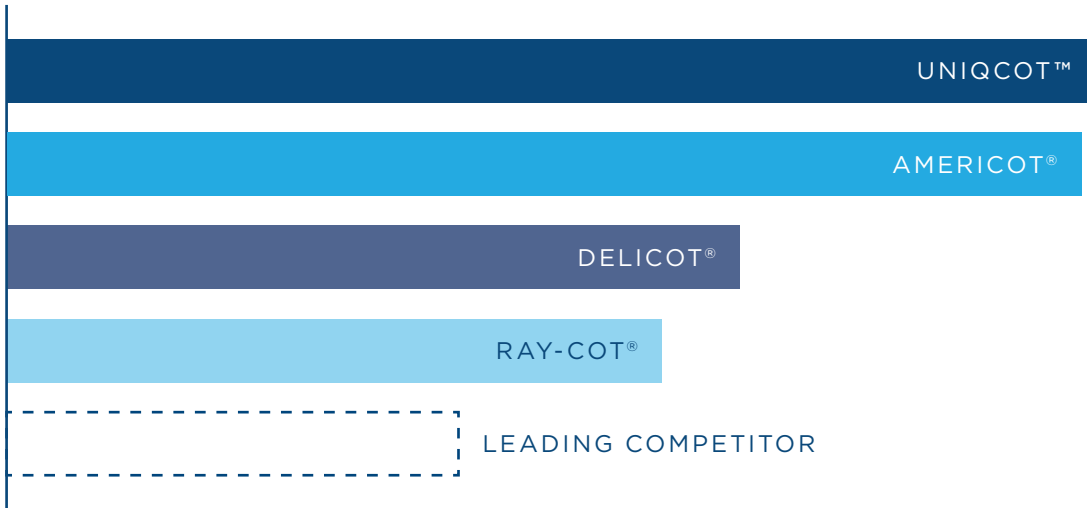 UNIQCOT™
AMERICOT®
DELICOT®
RAY-COT®
LEADING COMPETITOR